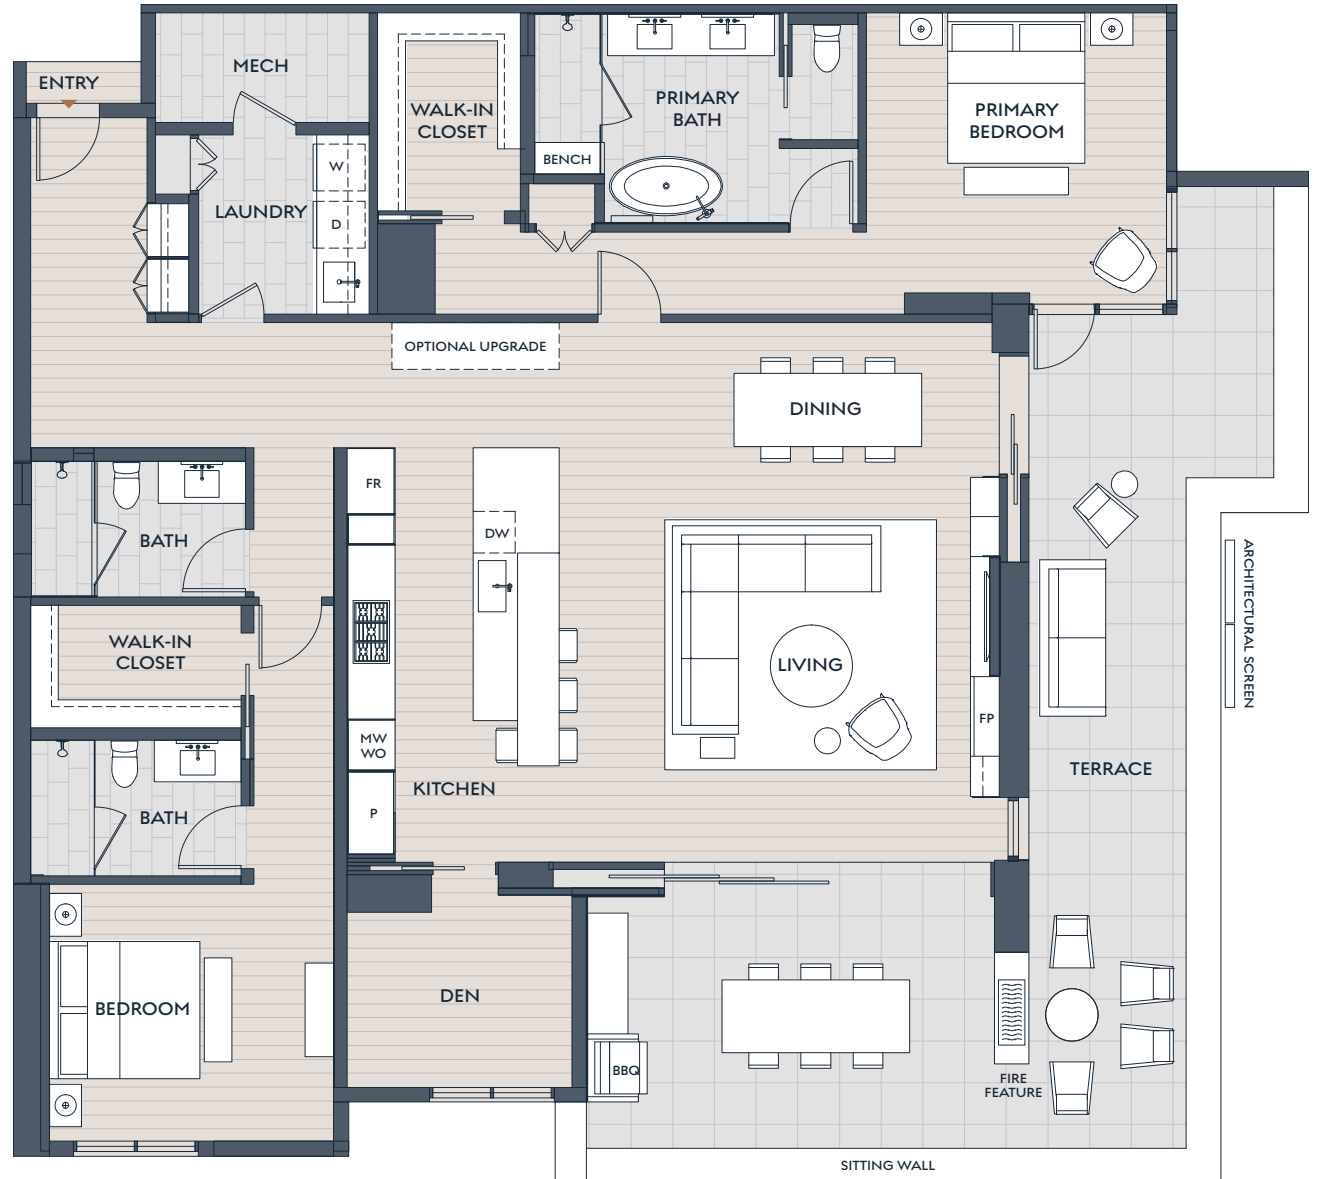 ENTRY
MECH
WALK-IN
CLOSET
PRIMARY
BATH
PRIMARY
BEDROOM
BENCH
W
LAUNDRY
D
OPTIONAL UPGRADE
DINING
FR
DW
BATH
ARCHITECTURAL SCREEN
WALK-IN
CLOSET
LIVING
FP
MW
WO
TERRACE
KITCHEN
BATH
P
BEDROOM
DEN
BBQ
FIRE
FEATURE
SITTING WALL